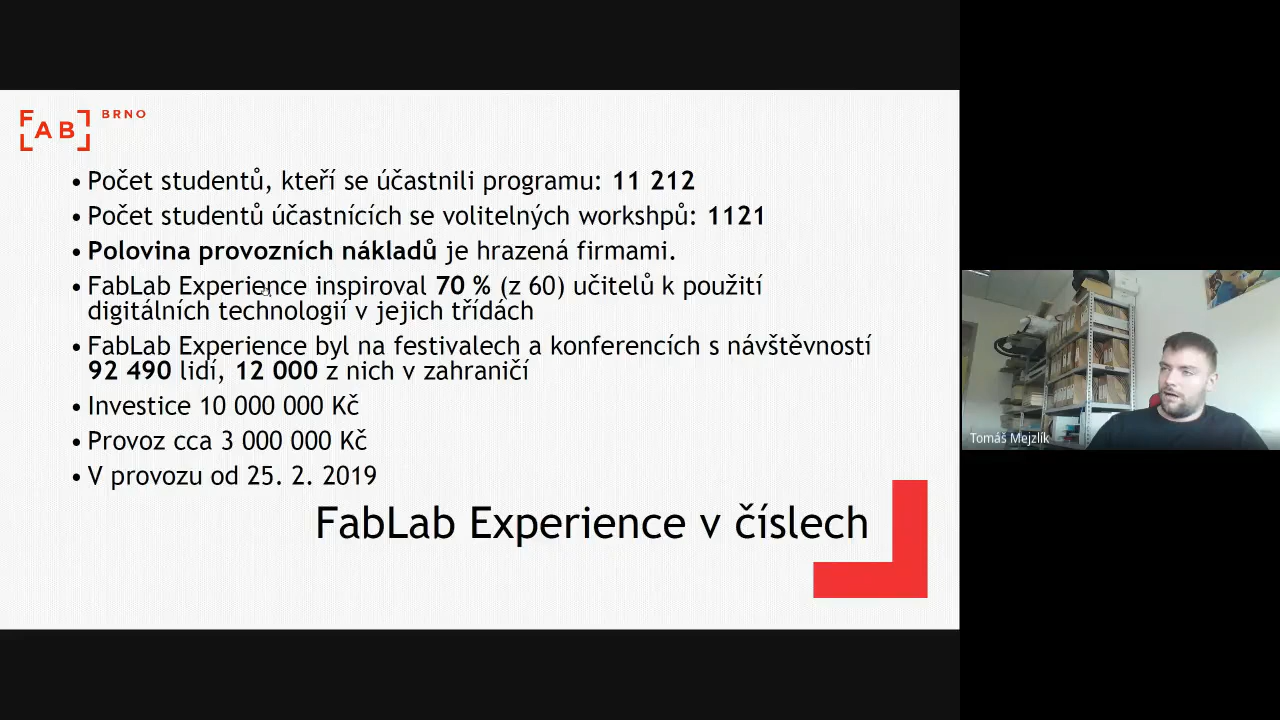 FAB BRNO
• Počet studentů, kteří se účastnili programu: 11 212
• Počet studentů účastnících se volitelných workshpů: 1121
• Polovina provozních nákladů je hrazená firmami.
• FabLab Experience inspiroval 70 % (z 60) učitelů k použití
digitálních technologií v jejich třídách
• FabLab Experience byl na festivalech a konferencích s návštěvností
92 490 lidí, 12 000 z nich v zahraničí
• Investice 10 000 000 Kč
• Provoz cca 3 000 000 Kč
• V provozu od 25. 2. 2019
FabLab Experience v číslech
Tomáš Mejzlík